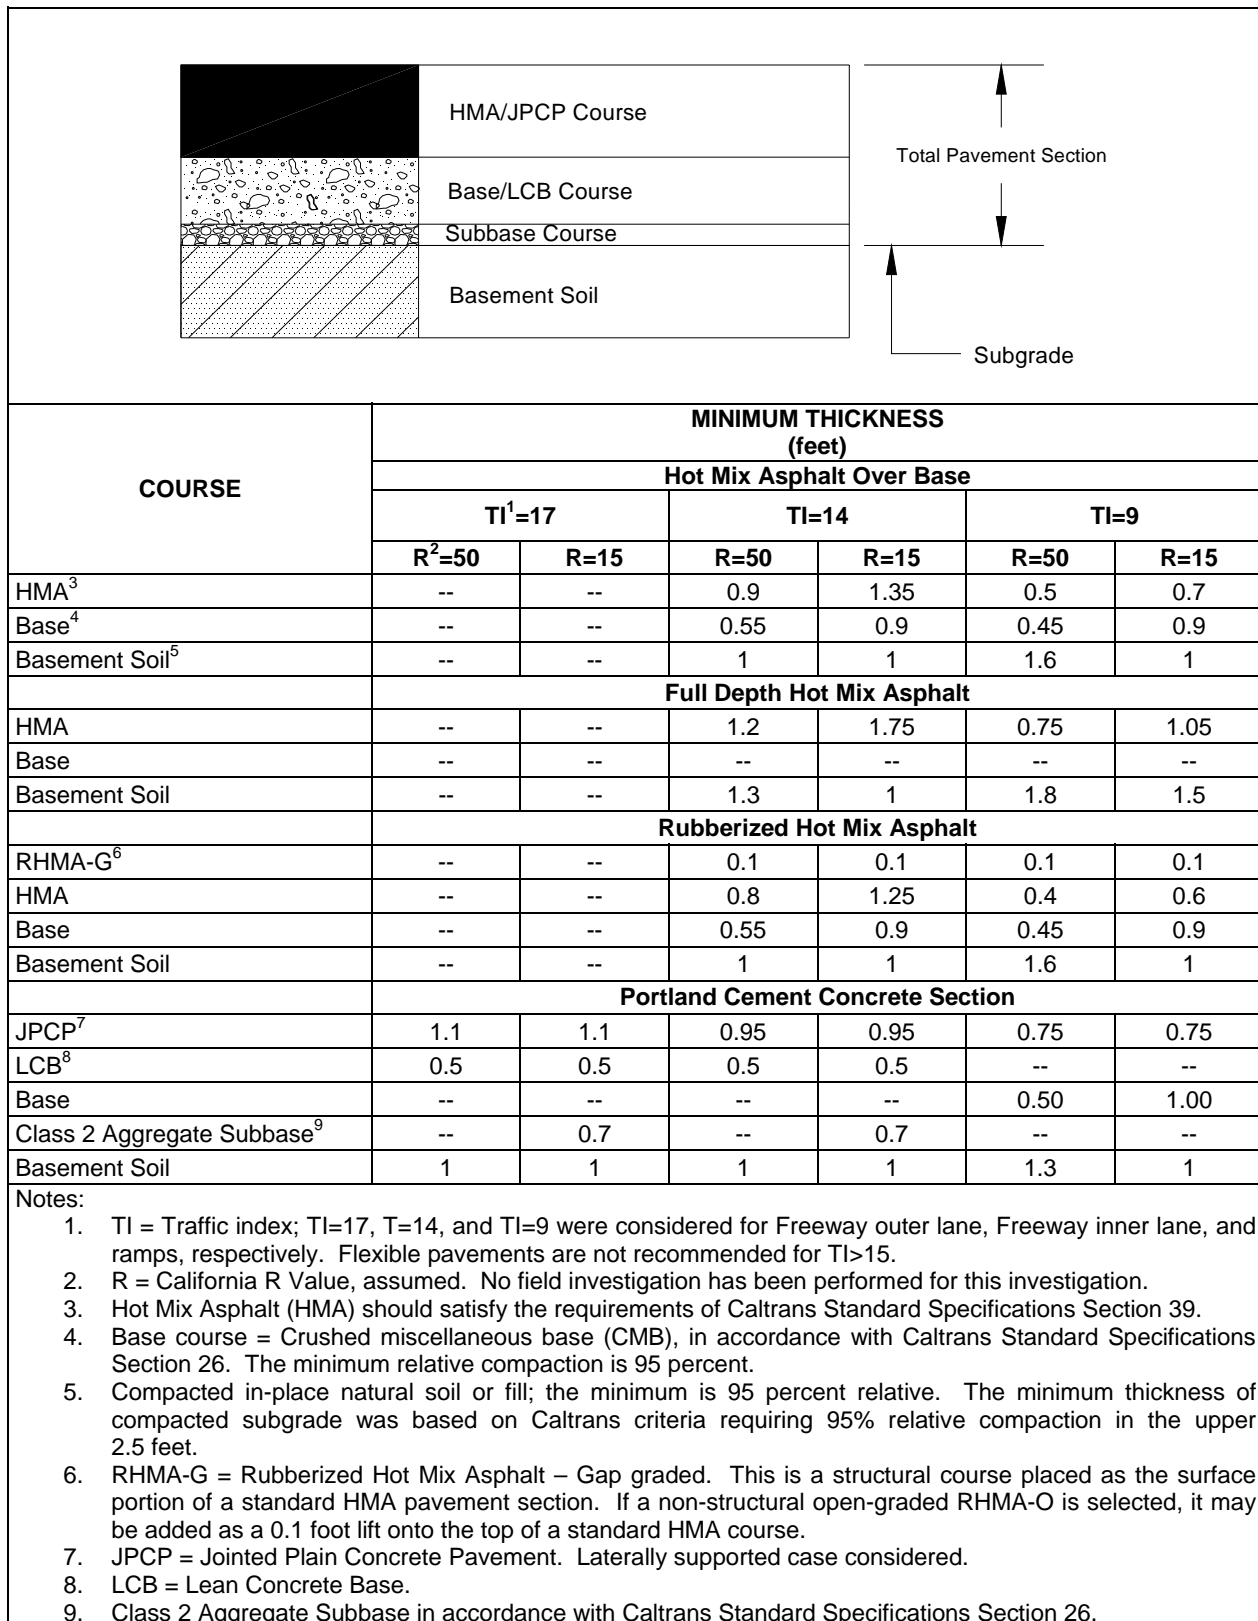 HMA/JPCP Course
Total Pavement Section
Base/LCB Course
Subbase Course
Basement Soil
Subgrade
COURSE
MINIMUM THICKNESS
(feet)
Hot Mix Asphalt Over Base
TI1=17 TI=14 TI=9
R2=50 R=15 R=50 R=15 R=50 R=15
HMA3 -- -- 0.9 1.35 0.5 0.7
Base4 -- -- 0.55 0.9 0.45 0.9
Basement Soil5 -- -- 1 1 1.6 1
Full Depth Hot Mix Asphalt
HMA -- -- 1.2 1.75 0.75 1.05
Base -- -- -- -- -- --
Basement Soil -- -- 1.3 1 1.8 1.5
Rubberized Hot Mix Asphalt
RHMA-G6 -- -- 0.1 0.1 0.1 0.1
HMA -- -- 0.8 1.25 0.4 0.6
Base -- -- 0.55 0.9 0.45 0.9
Basement Soil -- -- 1 1 1.6 1
Portland Cement Concrete Section
JPCP7 1.1 1.1 0.95 0.95 0.75 0.75
LCB8 0.5 0.5 0.5 0.5 -- --
Base -- -- -- -- 0.50 1.00
Class 2 Aggregate Subbase9 -- 0.7 -- 0.7 -- --
Basement Soil 1 1 1 1 1.3 1
Notes:
1. TI = Traffic index; TI=17, T=14, and TI=9 were considered for Freeway outer lane, Freeway inner lane, and
ramps, respectively. Flexible pavements are not recommended for TI>15.
2. R = California R Value, assumed. No field investigation has been performed for this investigation.
3. Hot Mix Asphalt (HMA) should satisfy the requirements of Caltrans Standard Specifications Section 39.
4. Base course = Crushed miscellaneous base (CMB), in accordance with Caltrans Standard Specifications
Section 26. The minimum relative compaction is 95 percent.
5. Compacted in-place natural soil or fill; the minimum is 95 percent relative. The minimum thickness of
compacted subgrade was based on Caltrans criteria requiring 95% relative compaction in the upper
2.5 feet.
6. RHMA-G = Rubberized Hot Mix Asphalt – Gap graded. This is a structural course placed as the surface
portion of a standard HMA pavement section. If a non-structural open-graded RHMA-O is selected, it may
be added as a 0.1 foot lift onto the top of a standard HMA course.
7. JPCP = Jointed Plain Concrete Pavement. Laterally supported case considered.
8. LCB = Lean Concrete Base.
9. Class 2 Aggregate Subbase in accordance with Caltrans Standard Specifications Section 26.